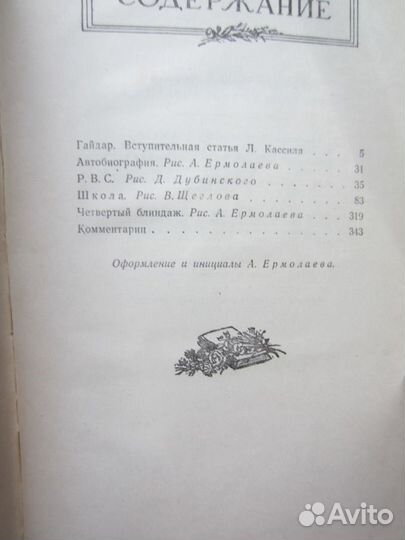 СОДЕРЖАНИЕ
Гайдар. Вступительная статья Л. Кассиля . . . . 5
Автобиография. Рис. А. Ермолаева . . . . . . 31
Р. В. С. Рис. Д. Дубинского . . . . . . . . 35
Школа. Рис. В. Щеглова . . . . . . . . . . 83
Четвертый блиндаж. Рис. А. Ермолаева . . . . 319
Комментарии . . . . . . . . . . . . . . 343
Оформление и инициалы А. Ермолаева.
Avito